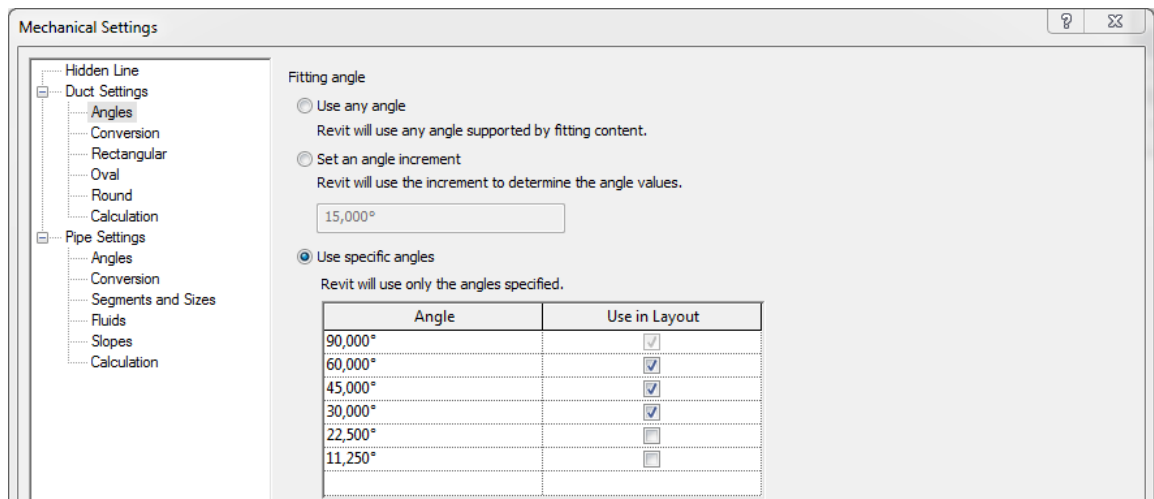 Mechanical Settings
Hidden Line
Duct Settings
Angles
Conversion
Rectangular
Oval
Round
Calculation
Pipe Settings
Angles
Conversion
Segments and Sizes
Fluids
Slopes
Calculation
Fitting angle
Use any angle
Revit will use any angle supported by fitting content.
Set an angle increment
Revit will use the increment to determine the angle values.
15,000°
Use specific angles
Revit will use only the angles specified.
Angle Use in Layout
90,000°
60,000°
45,000°
30,000°
22,500°
11,250°